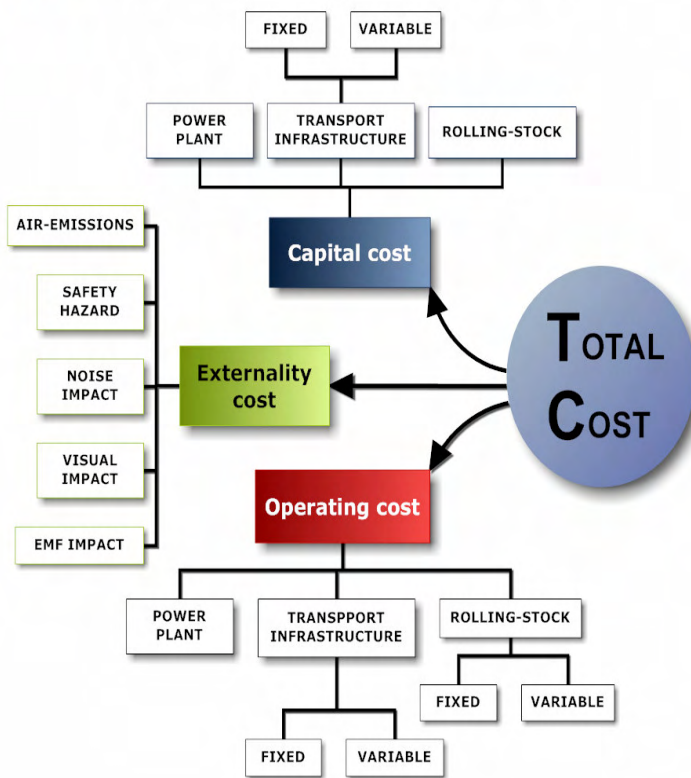 FIXED
VARIABLE
POWER
PLANT
TRANSPORT
INFRASTRUCTURE
ROLLING-STOCK
Capital cost
AIR-EMISSIONS
SAFETY
HAZARD
NOISE
IMPACT
VISUAL
IMPACT
EMF IMPACT
Externality
cost
TOTAL
COST
Operating cost
POWER
PLANT
TRANSPPORT
INFRASTRUCTURE
ROLLING-STOCK
FIXED
VARIABLE
FIXED
VARIABLE